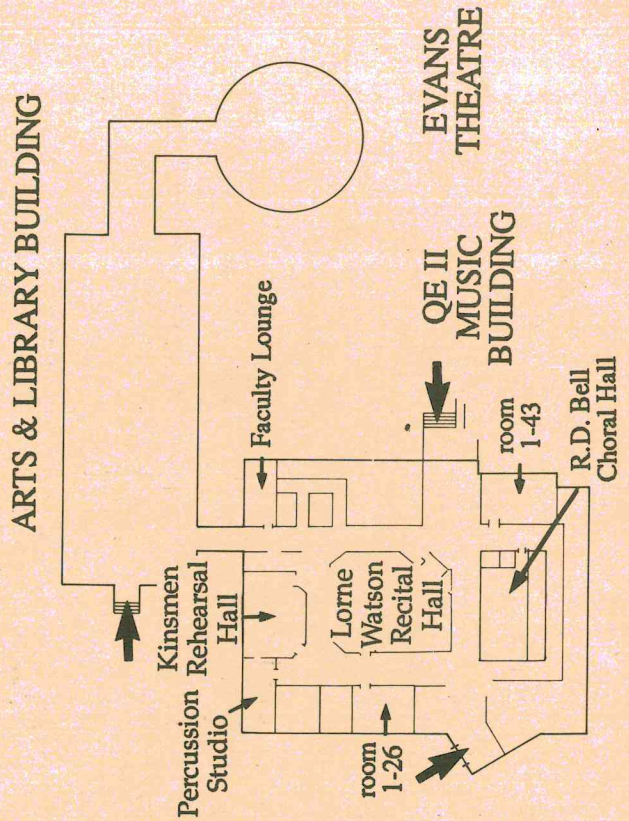 ARTS & LIBRARY BUILDING
EVANS
THEATRE
QE II
MUSIC
BUILDING
Faculty Lounge
Kinsmen
Rehearsal
Hall
Percussion
Studio
Lorne
Watson
Recital
Hall
room
1-26
room
1-43
R.D. Bell
Choral Hall